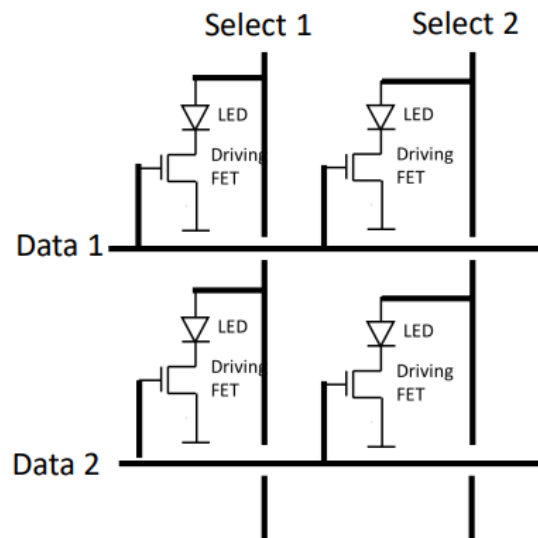 Select 1
Select 2
LED
LED
Driving
FET
Driving
FET
Data 1
LED
LED
Driving
FET
Driving
FET
Data 2